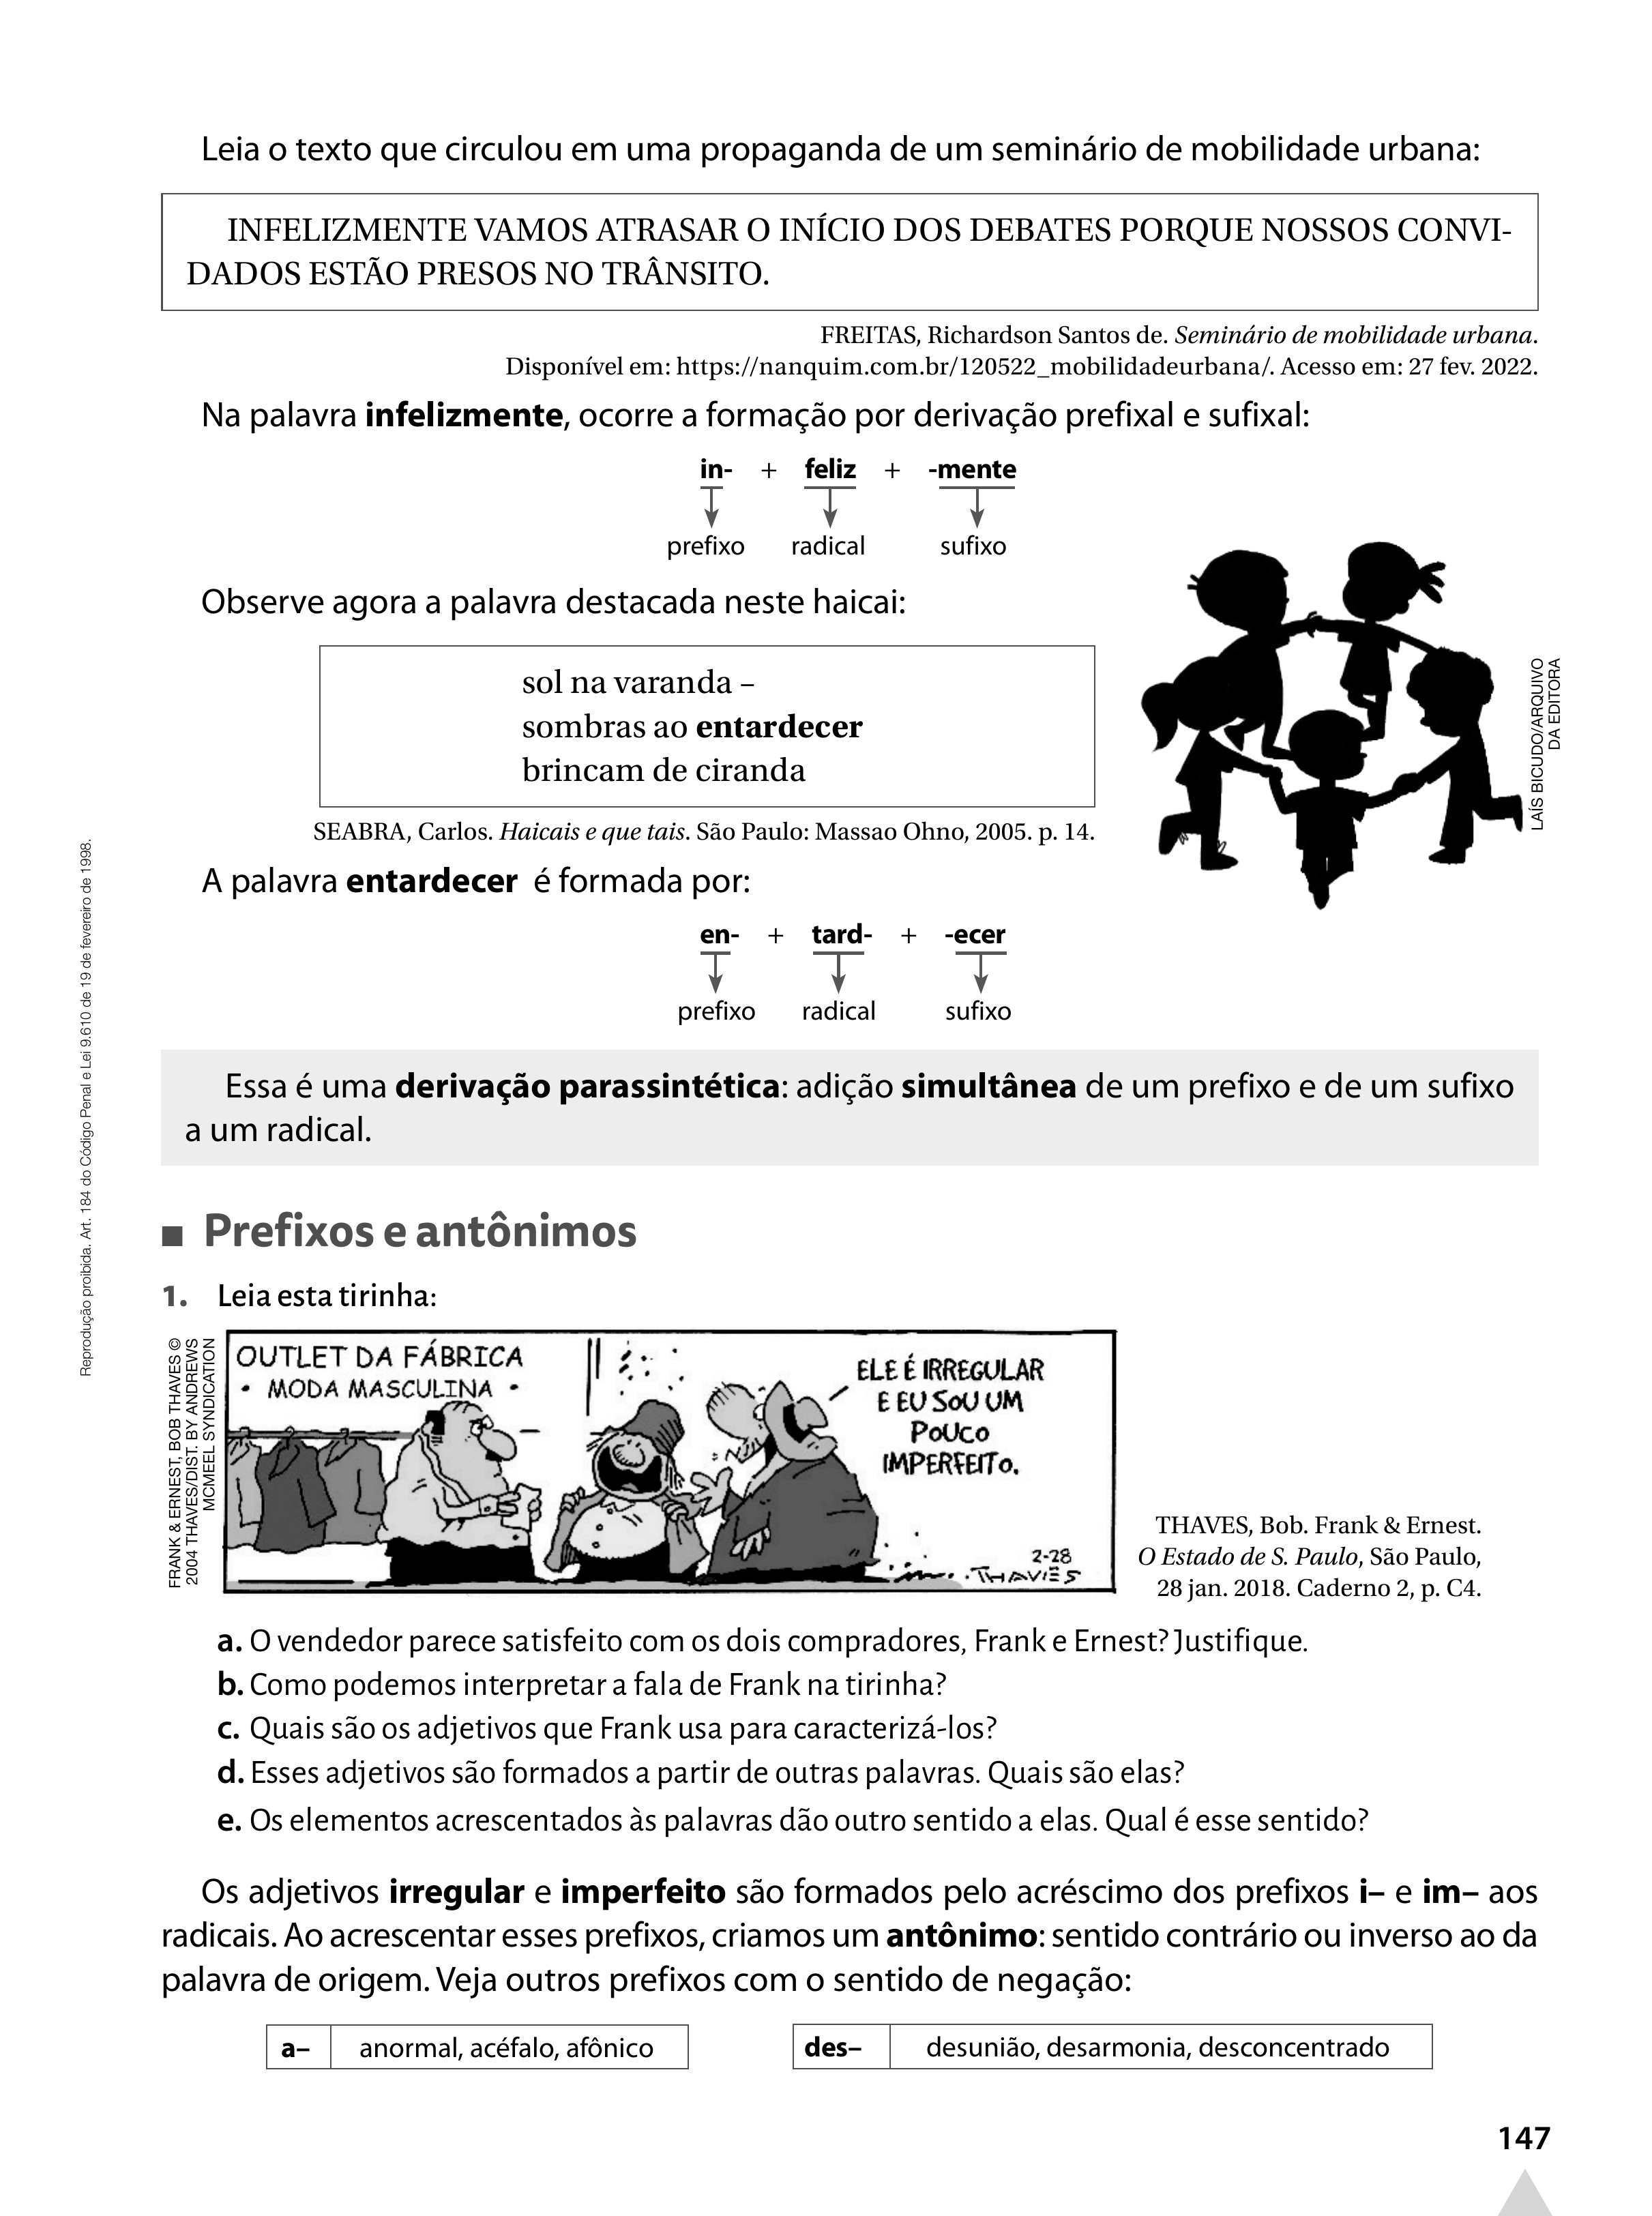 Leia o texto que circulou em uma propaganda de um seminário de mobilidade urbana:
INFELIZMENTE VAMOS ATRASAR O INÍCIO DOS DEBATES PORQUE NOSSOS CONVI-
DADOS ESTÃO PRESOS NO TRÂNSITO.
FREITAS, Richardson Santos de. Seminário de mobilidade urbana.
Disponível em: https://nanquim.com.br/120522_mobilidadeurbana/. Acesso em: 27 fev. 2022.
Na palavra infelizmente, ocorre a formação por derivação prefixal e sufixal:
in- + feliz + -mente
prefixo radical sufixo
Observe agora a palavra destacada neste haicai:
sol na varanda –
sombras ao entardecer
brincam de ciranda
SEABRA, Carlos. Haicais e que tais. São Paulo: Massao Ohno, 2005. p. 14.
LAÍS BICUDO/ARQUIVO
DA EDITORA
A palavra entardecer é formada por:
en- + tard- + -ecer
prefixo radical sufixo
Essa é uma derivação parassintética: adição simultânea de um prefixo e de um sufixo
a um radical.
Reprodução proibida. Art. 184 do Código Penal e Lei 9.610 de 19 de fevereiro de 1998.
Prefixos e antônimos
1. Leia esta tirinha:
FRANK & ERNEST, BOB THAVES ©
2004 THAVES/DIST. BY ANDREWS
MCMEEL SYNDICATION
OUTLET DA FÁBRICA
• MODA MASCULINA •
ELE É IRREGULAR
E EU SOU UM
POUCO
IMPERFEITO.
2-28
THAVES
THAVES, Bob. Frank & Ernest.
O Estado de S. Paulo, São Paulo,
28 jan. 2018. Caderno 2, p. C4.
a. O vendedor parece satisfeito com os dois compradores, Frank e Ernest? Justifique.
b. Como podemos interpretar a fala de Frank na tirinha?
c. Quais são os adjetivos que Frank usa para caracterizá-los?
d. Esses adjetivos são formados a partir de outras palavras. Quais são elas?
e. Os elementos acrescentados às palavras dão outro sentido a elas. Qual é esse sentido?
Os adjetivos irregular e imperfeito são formados pelo acréscimo dos prefixos i– e im– aos
radicais. Ao acrescentar esses prefixos, criamos um antônimo: sentido contrário ou inverso ao da
palavra de origem. Veja outros prefixos com o sentido de negação:
a– anormal, acéfalo, afônico
des– desunião, desarmonia, desconcentrado
147